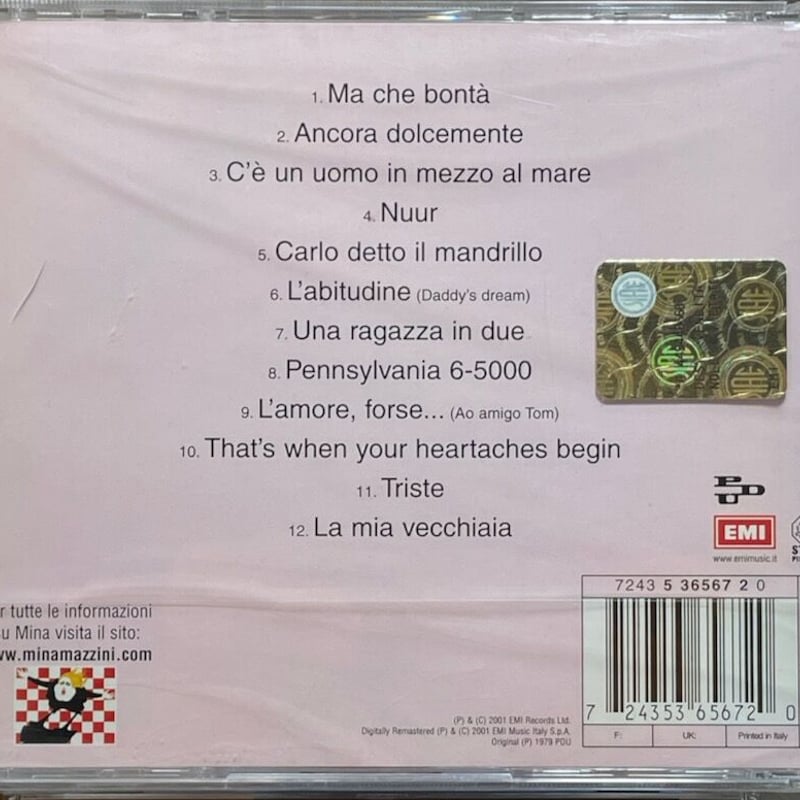 1. Ma che bontà
2. Ancora dolcemente
3. C'è un uomo in mezzo al mare
4. Nuur
5. Carlo detto il mandrillo
6. L'abitudine (Daddy's dream)
7. Una ragazza in due
8. Pennsylvania 6-5000
9. L'amore, forse... (Ao amigo Tom)
10. That's when your heartaches begin
11. Triste
12. La mia vecchiaia
PDU
EMI
www.emimusic.it
7243 5 36567 2 0
7 24353 65672 0
F: UK: Printed in Italy
r tutte le informazioni
u Mina visita il sito:
ww.minamazzini.com
(P) & (C) 2001 EMI Records Ltd.
Digitally Remastered (P) & (C) 2001 EMI Music Italy S.p.A.
Original (P) 1979 PDU